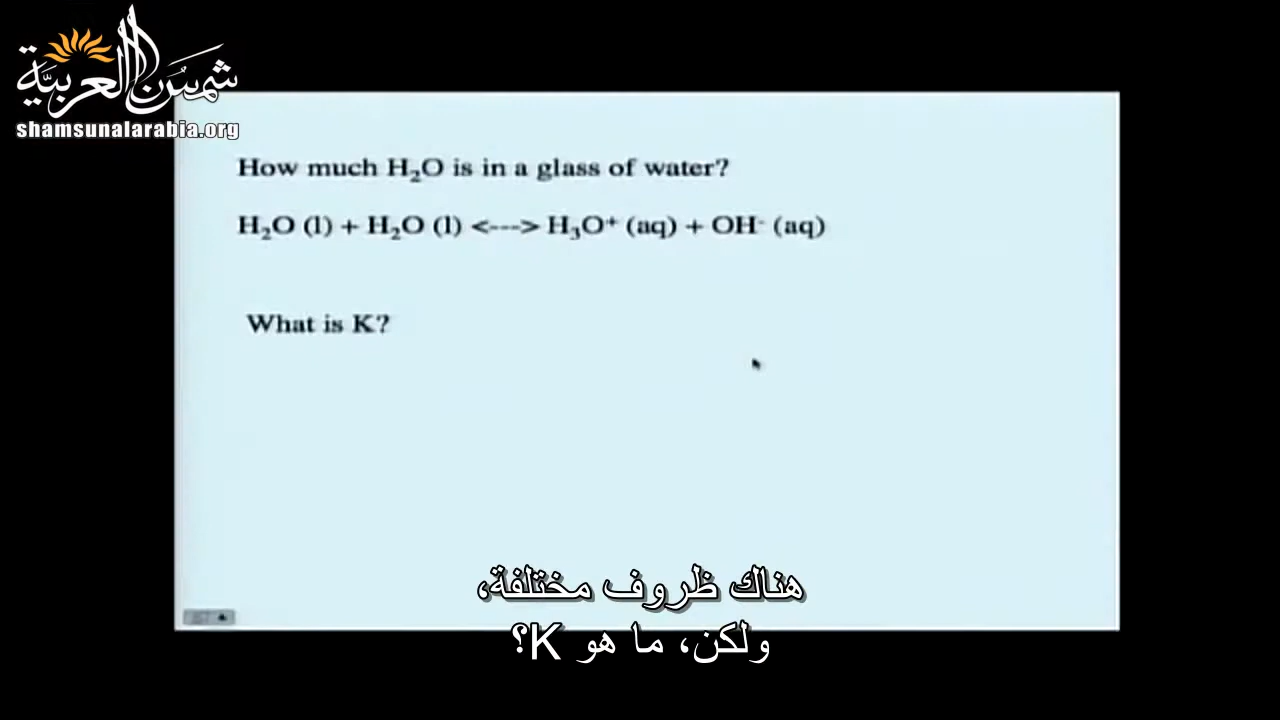 شمس العربية
shamsunalarabia.org
How much H₂O is in a glass of water?
H₂O (l) + H₂O (l) <---> H₃O⁺ (aq) + OH⁻ (aq)
What is K?
هناك ظروف مختلفة،
ولكن، ما هو K؟